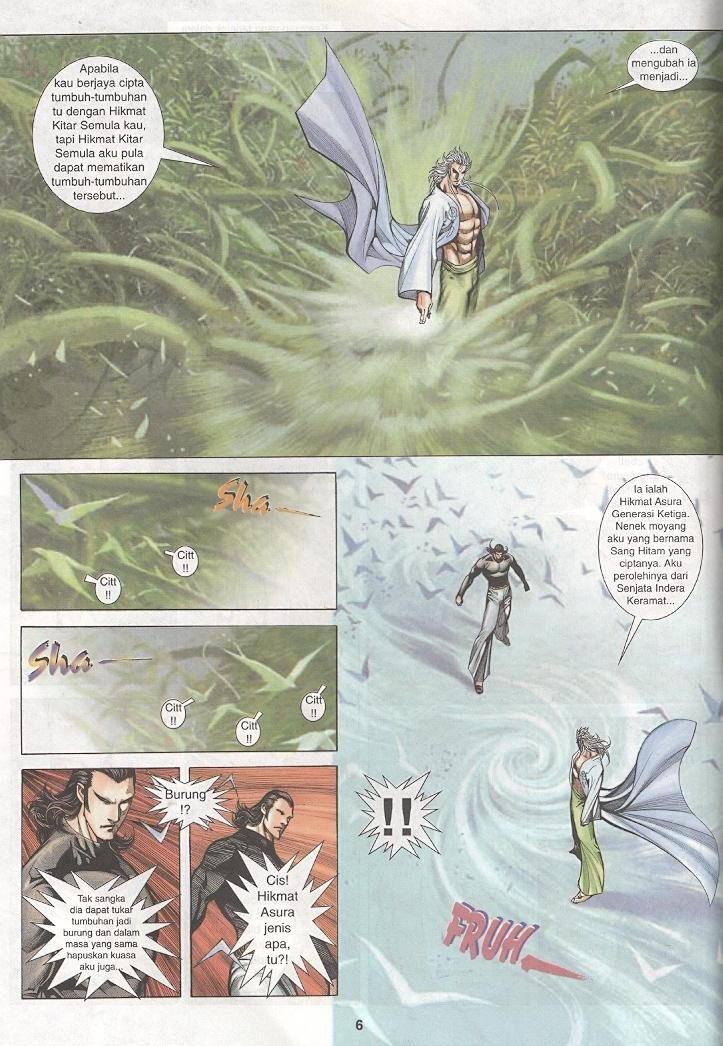 Apabila
kau berjaya cipta
tumbuh-tumbuhan
tu dengan Hikmat
Kitar Semula kau,
tapi Hikmat Kitar
Semula aku pula
dapat mematikan
tumbuh-tumbuhan
tersebut...
...dan
mengubah ia
menjadi...
Sha
Citt
!!
Citt
!!
Sha
Citt
!!
Citt
!!
Citt
!!
Burung
!?
Tak sangka
dia dapat tukar
tumbuhan jadi
burung dan dalam
masa yang sama
hapuskan kuasa
aku juga...
Cis!
Hikmat
Asura
jenis
apa,
tu?!
Ia ialah
Hikmat Asura
Generasi Ketiga.
Nenek moyang
aku yang bernama
Sang Hitam yang
ciptanya. Aku
perolehinya dari
Senjata Indera
Keramat...
!!
FRUH
6